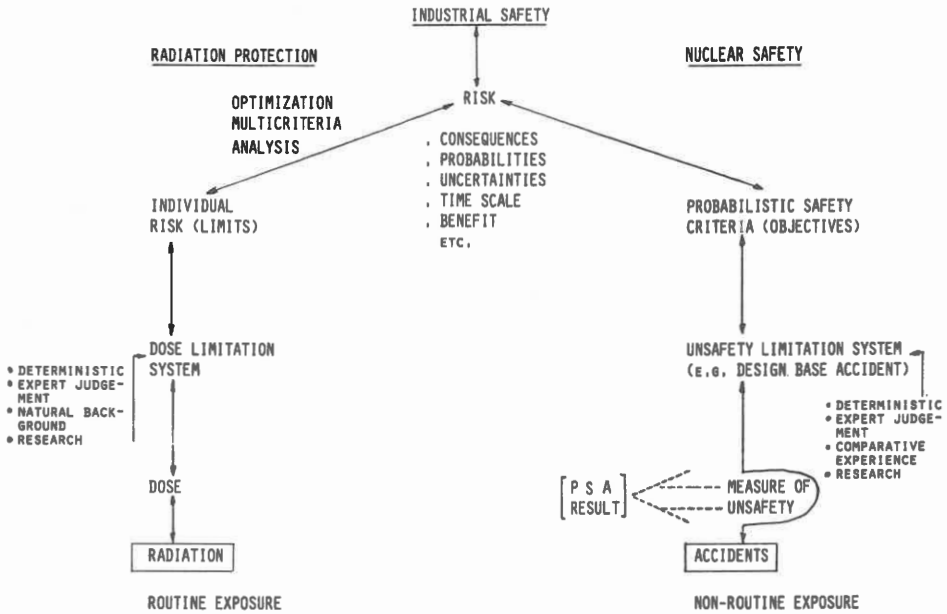 INDUSTRIAL SAFETY
RADIATION PROTECTION
NUCLEAR SAFETY
RISK
OPTIMIZATION
MULTICRITERIA
ANALYSIS
. CONSEQUENCES
. PROBABILITIES
. UNCERTAINTIES
. TIME SCALE
. BENEFIT
ETC.
INDIVIDUAL
RISK (LIMITS)
PROBABILISTIC SAFETY
CRITERIA (OBJECTIVES)
DOSE LIMITATION
SYSTEM
• DETERMINISTIC
• EXPERT JUDGE-
MENT
• NATURAL BACK-
GROUND
• RESEARCH
UNSAFETY LIMITATION SYSTEM
(E.G. DESIGN BASE ACCIDENT)
• DETERMINISTIC
• EXPERT JUDGE-
MENT
• COMPARATIVE
EXPERIENCE
• RESEARCH
DOSE
[P S A
RESULT]
MEASURE OF
UNSAFETY
RADIATION
ACCIDENTS
ROUTINE EXPOSURE
NON-ROUTINE EXPOSURE